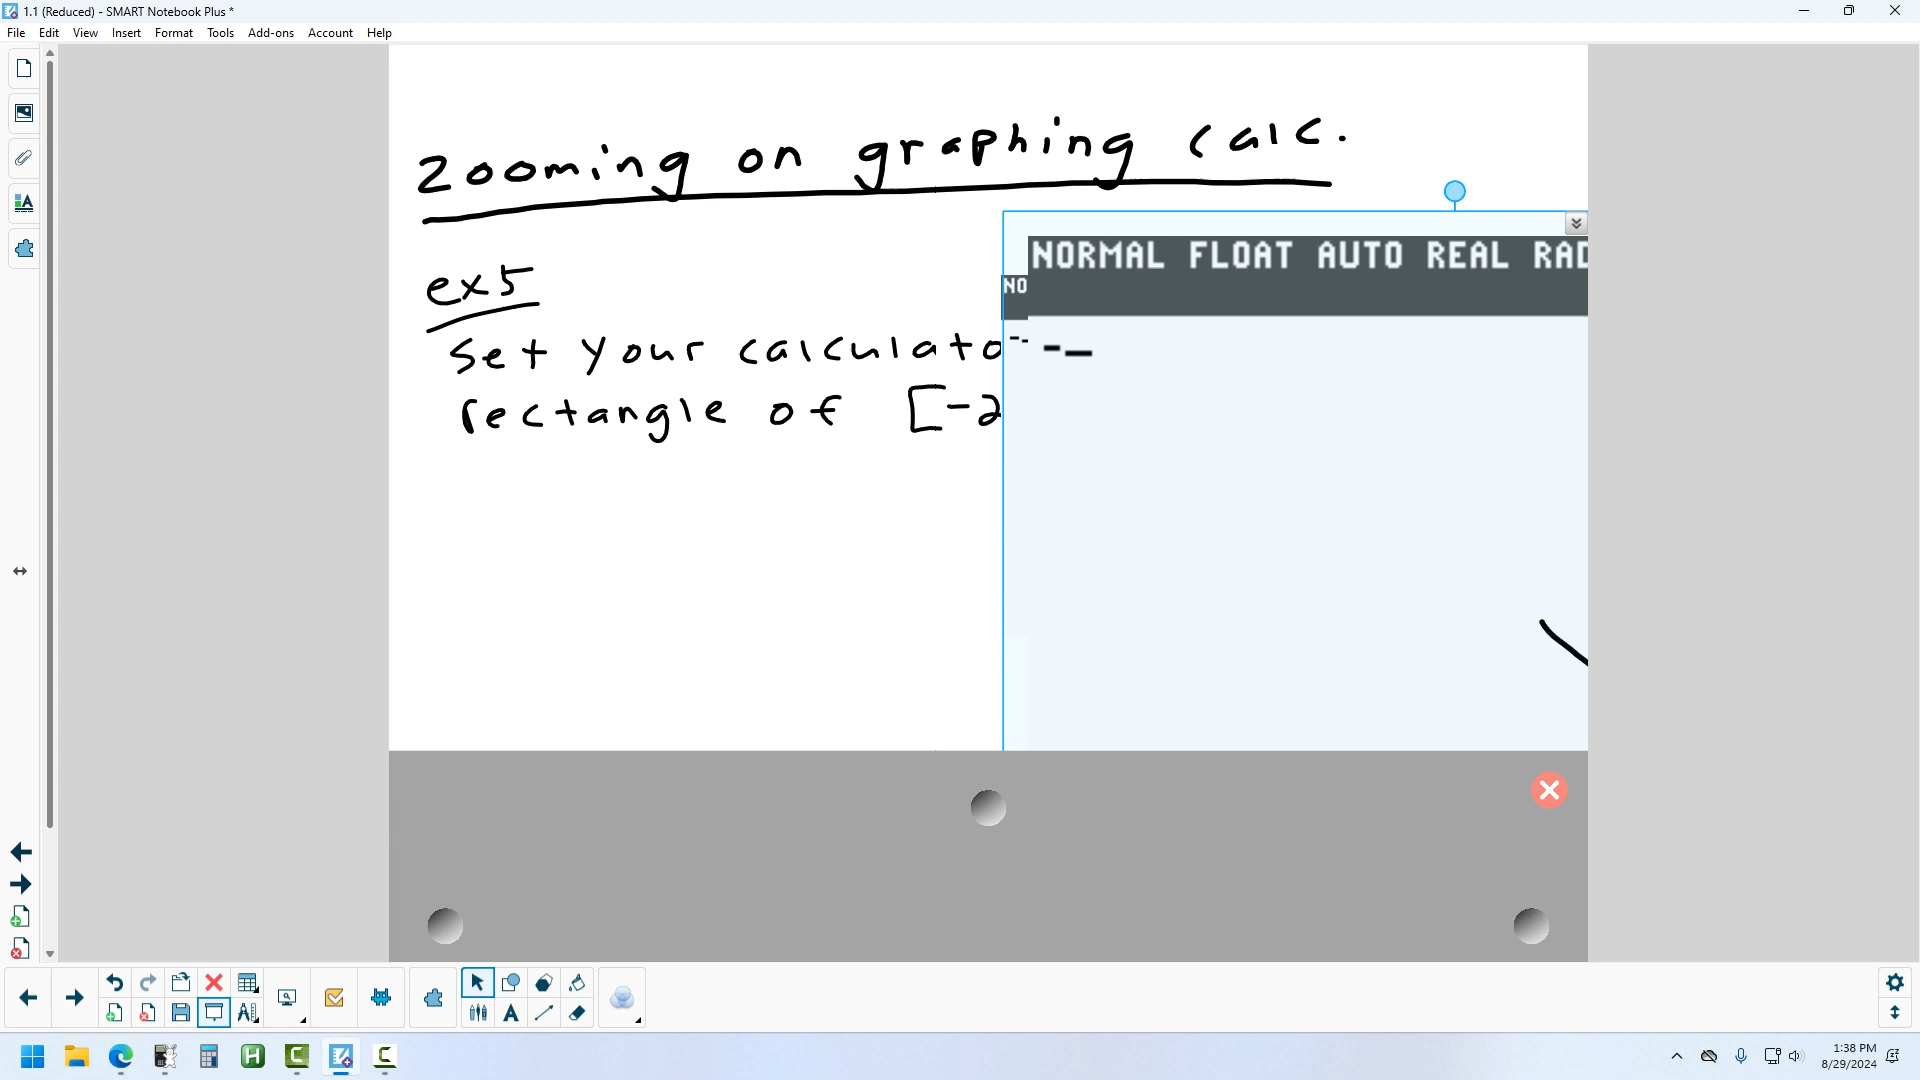 1.1 (Reduced) - SMART Notebook Plus *
File Edit View Insert Format Tools Add-ons Account Help
Zooming on graphing calc.
NORMAL FLOAT AUTO REAL RAD
NO
ex5
Set your calculato
rectangle of [-2
1:38 PM
8/29/2024